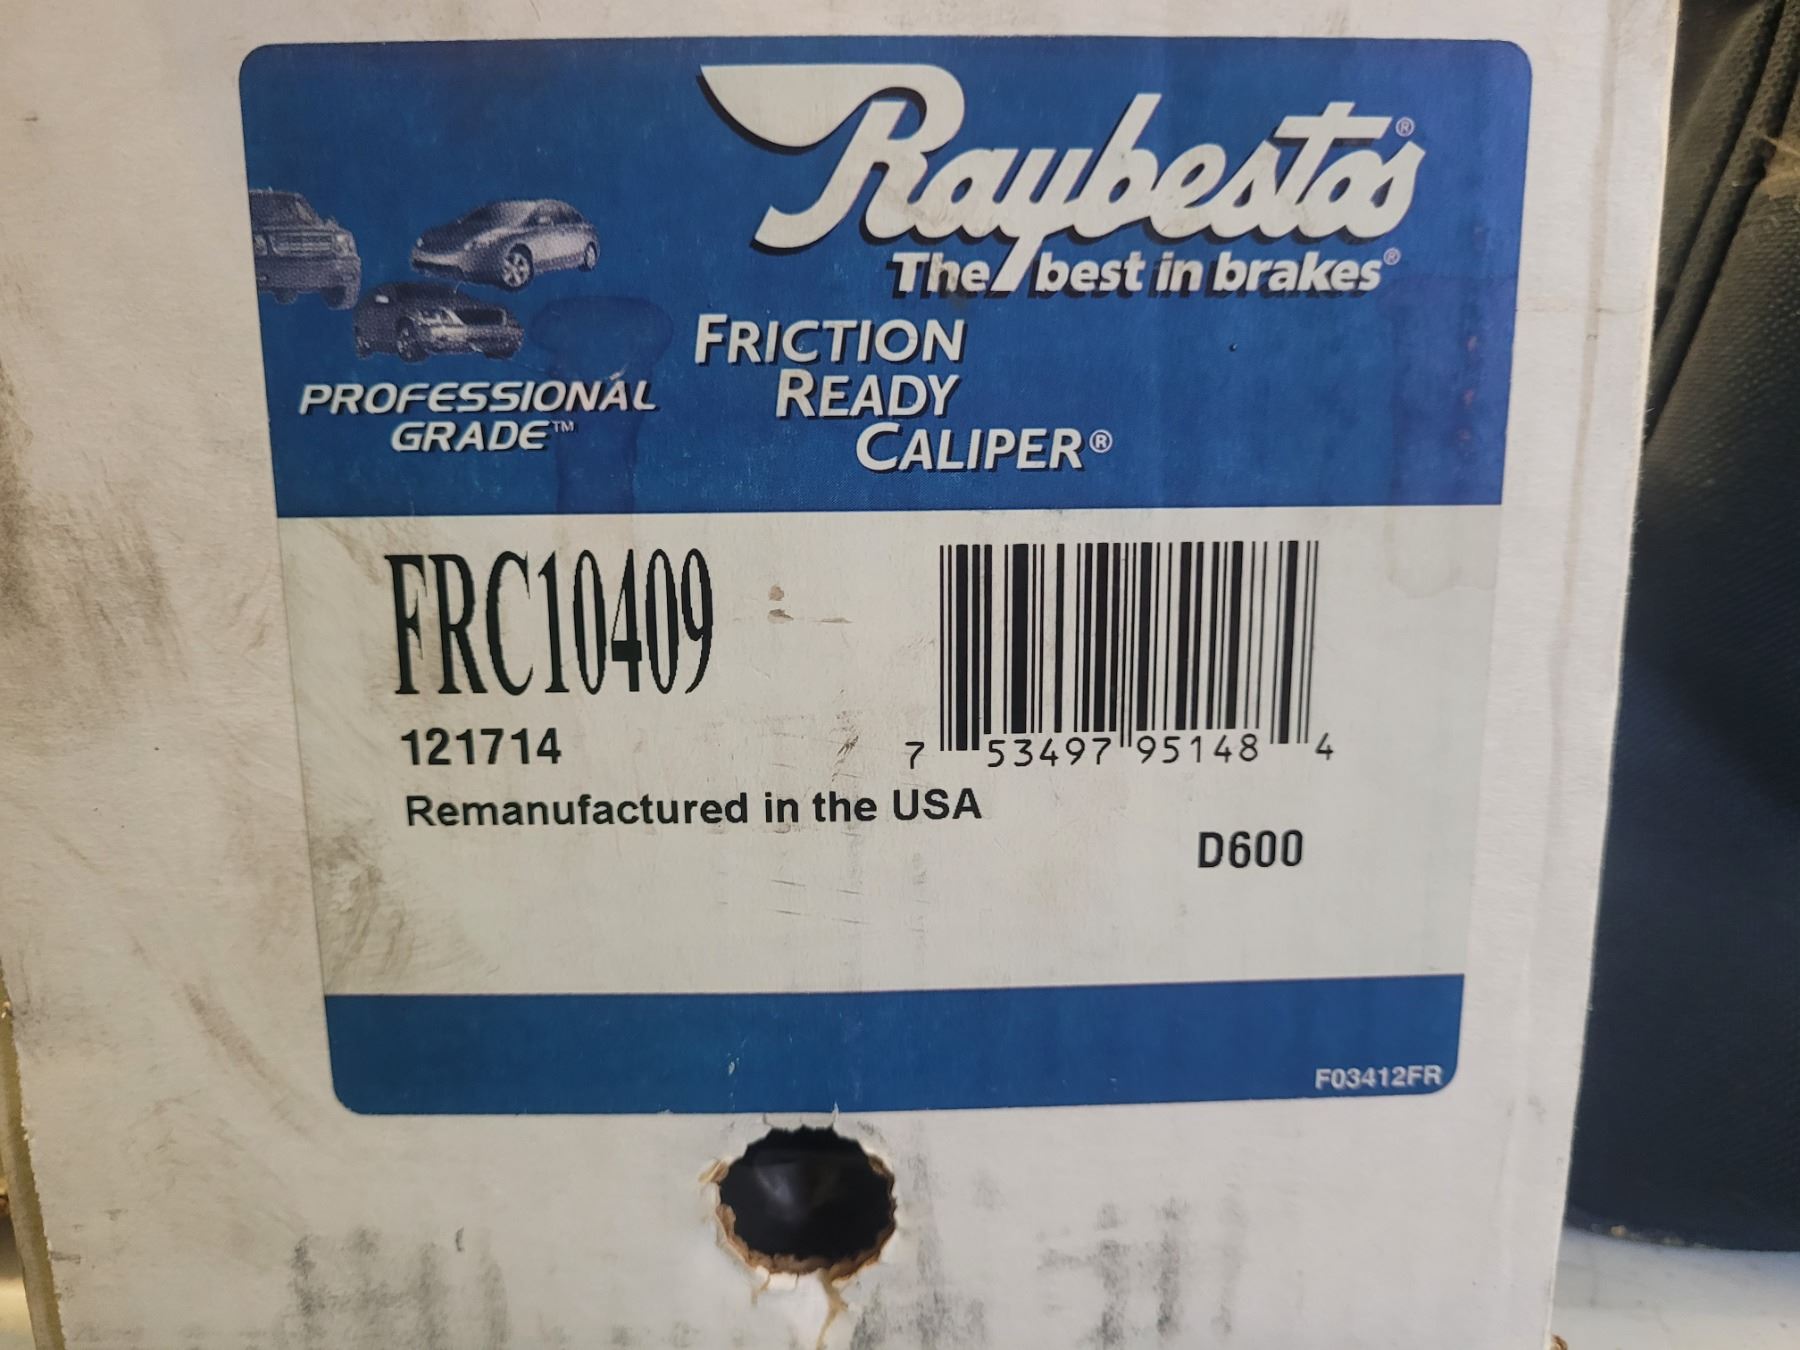 Raybestos®
The best in brakes®
PROFESSIONAL
GRADE™
FRICTION
READY
CALIPER®
FRC10409
121714
Remanufactured in the USA
7 53497 95148 4
D600
F03412FR